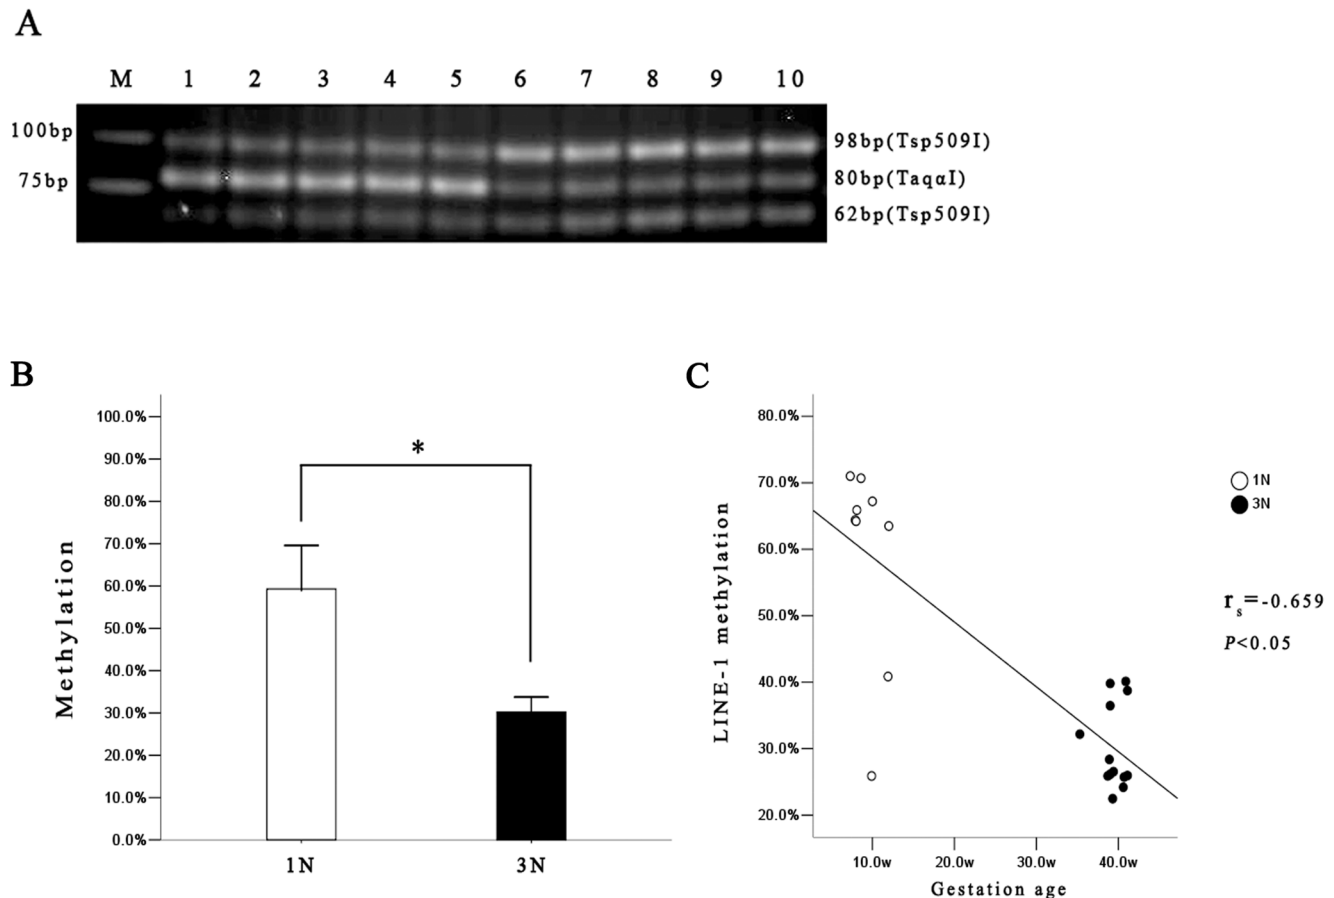 A
M 1 2 3 4 5 6 7 8 9 10
100bp
75bp
98bp(Tsp509I)
80bp(TaqαI)
62bp(Tsp509I)
B
Methylation
100.0%
90.0%
80.0%
70.0%
60.0%
50.0%
40.0%
30.0%
20.0%
10.0%
0.0%
*
1N 3N
C
LINE-1 methylation
80.0%
70.0%
60.0%
50.0%
40.0%
30.0%
20.0%
10.0w 20.0w 30.0w 40.0w
Gestation age
1N
3N
rs=-0.659
P<0.05